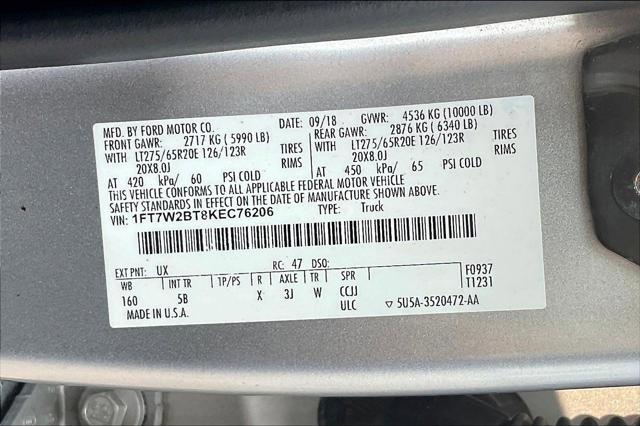 MFD. BY FORD MOTOR CO. DATE: 09/18 GVWR: 4536 KG (10000 LB)
FRONT GAWR: 2717 KG ( 5990 LB) REAR GAWR: 2876 KG ( 6340 LB)
WITH LT275/65R20E 126/123R TIRES WITH LT275/65R20E 126/123R TIRES
20X8.0J RIMS 20X8.0J RIMS
AT 420 kPa/ 60 PSI COLD AT 450 kPa/ 65 PSI COLD
THIS VEHICLE CONFORMS TO ALL APPLICABLE FEDERAL MOTOR VEHICLE
SAFETY STANDARDS IN EFFECT ON THE DATE OF MANUFACTURE SHOWN ABOVE.
VIN: 1FT7W2BT8KEC76206 TYPE: Truck
EXT PNT: UX RC: 47 DSO: F0937
WB INT TR TP/PS R AXLE TR SPR T1231
160 5B X 3J W CCJJ
ULC ▽ 5U5A-3520472-AA
MADE IN U.S.A.